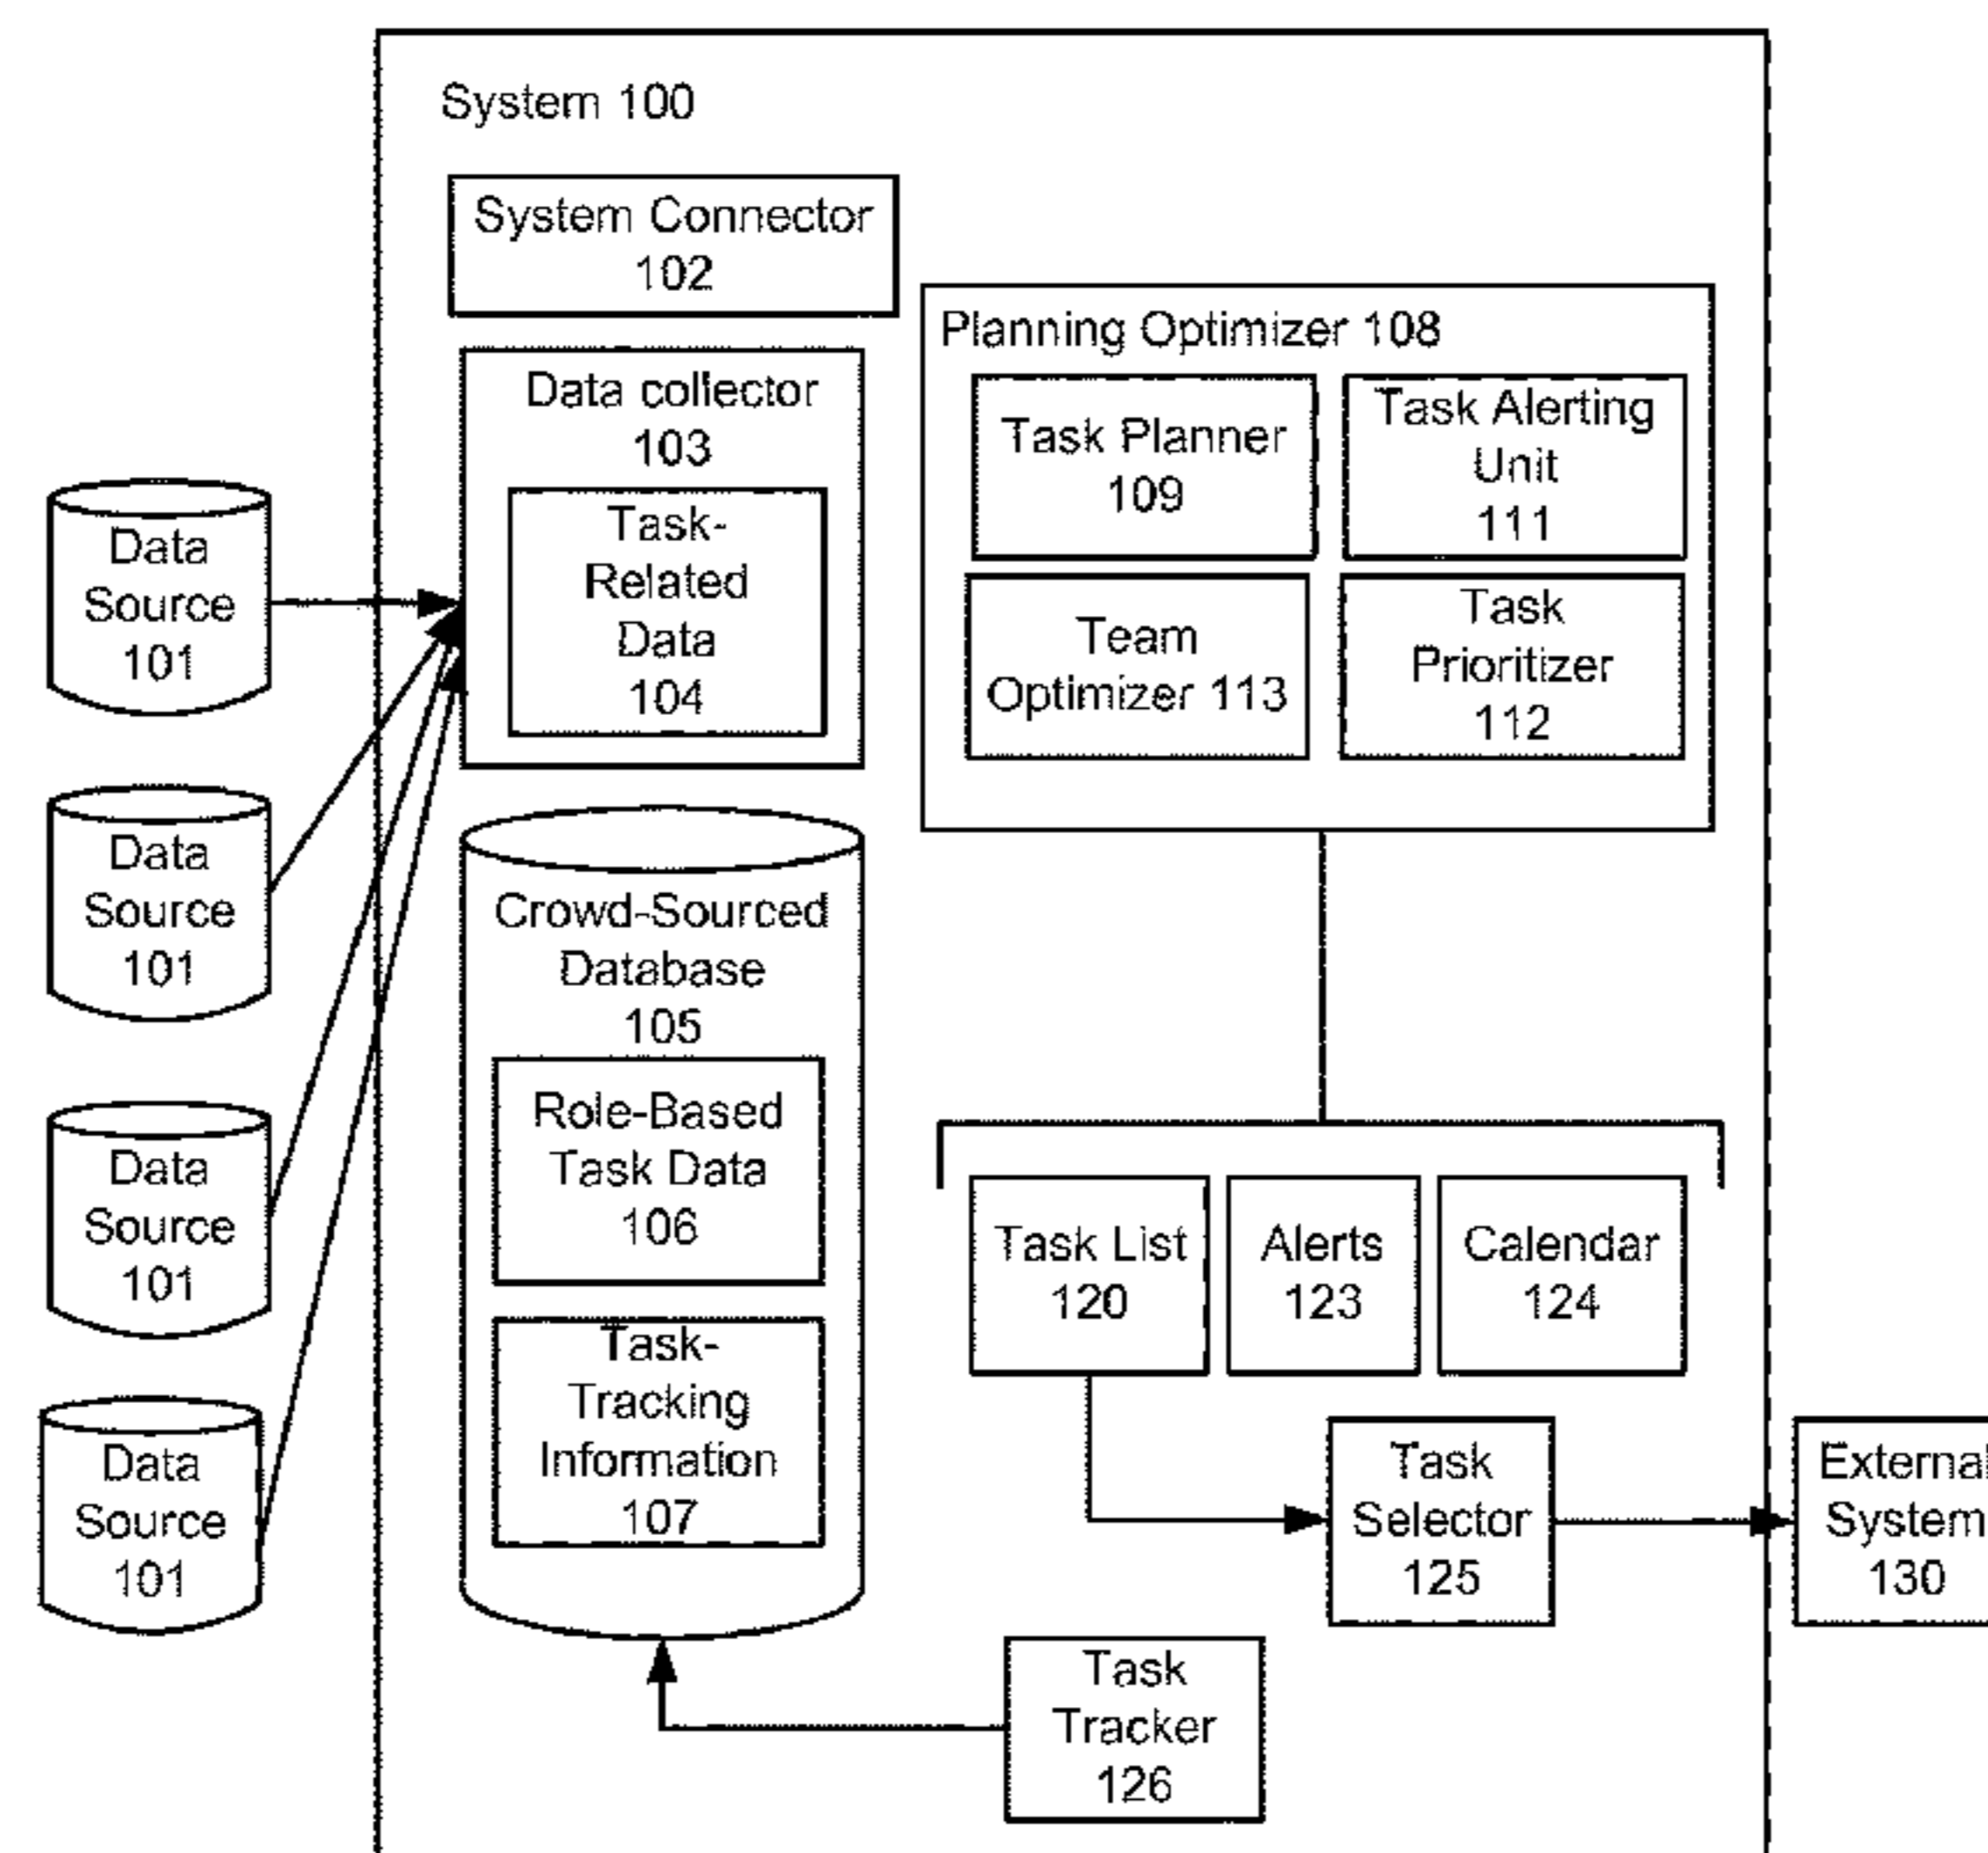 System 100
System Connector
102
Data collector
103
Task-
Related
Data
104
Data
Source
101
Data
Source
101
Data
Source
101
Data
Source
101
Crowd-Sourced
Database
105
Role-Based
Task Data
106
Task-
Tracking
Information
107
Planning Optimizer 108
Task Planner
109
Task Alerting
Unit
111
Team
Optimizer 113
Task
Prioritizer
112
Task List
120
Alerts
123
Calendar
124
Task
Selector
125
External
System
130
Task
Tracker
126